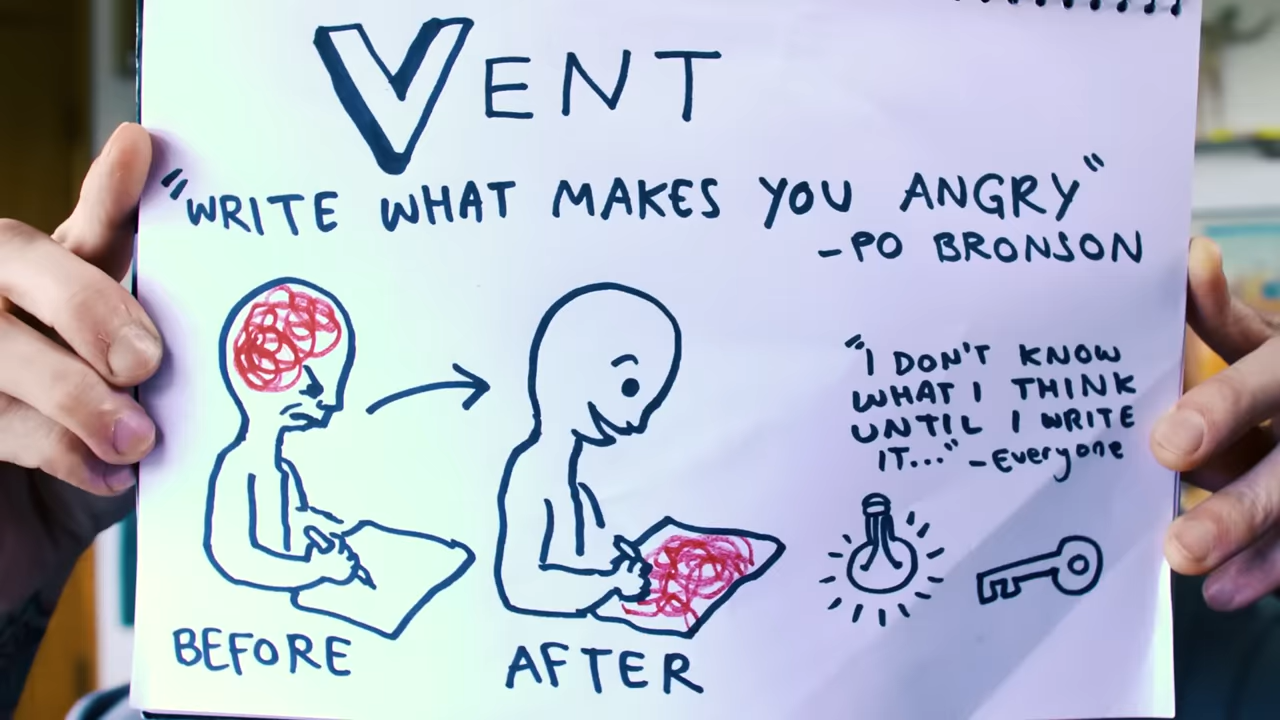 VENT
"WRITE WHAT MAKES YOU ANGRY"
-PO BRONSON
"I DON'T KNOW
WHAT I THINK
UNTIL I WRITE
IT..." -Everyone
BEFORE
AFTER